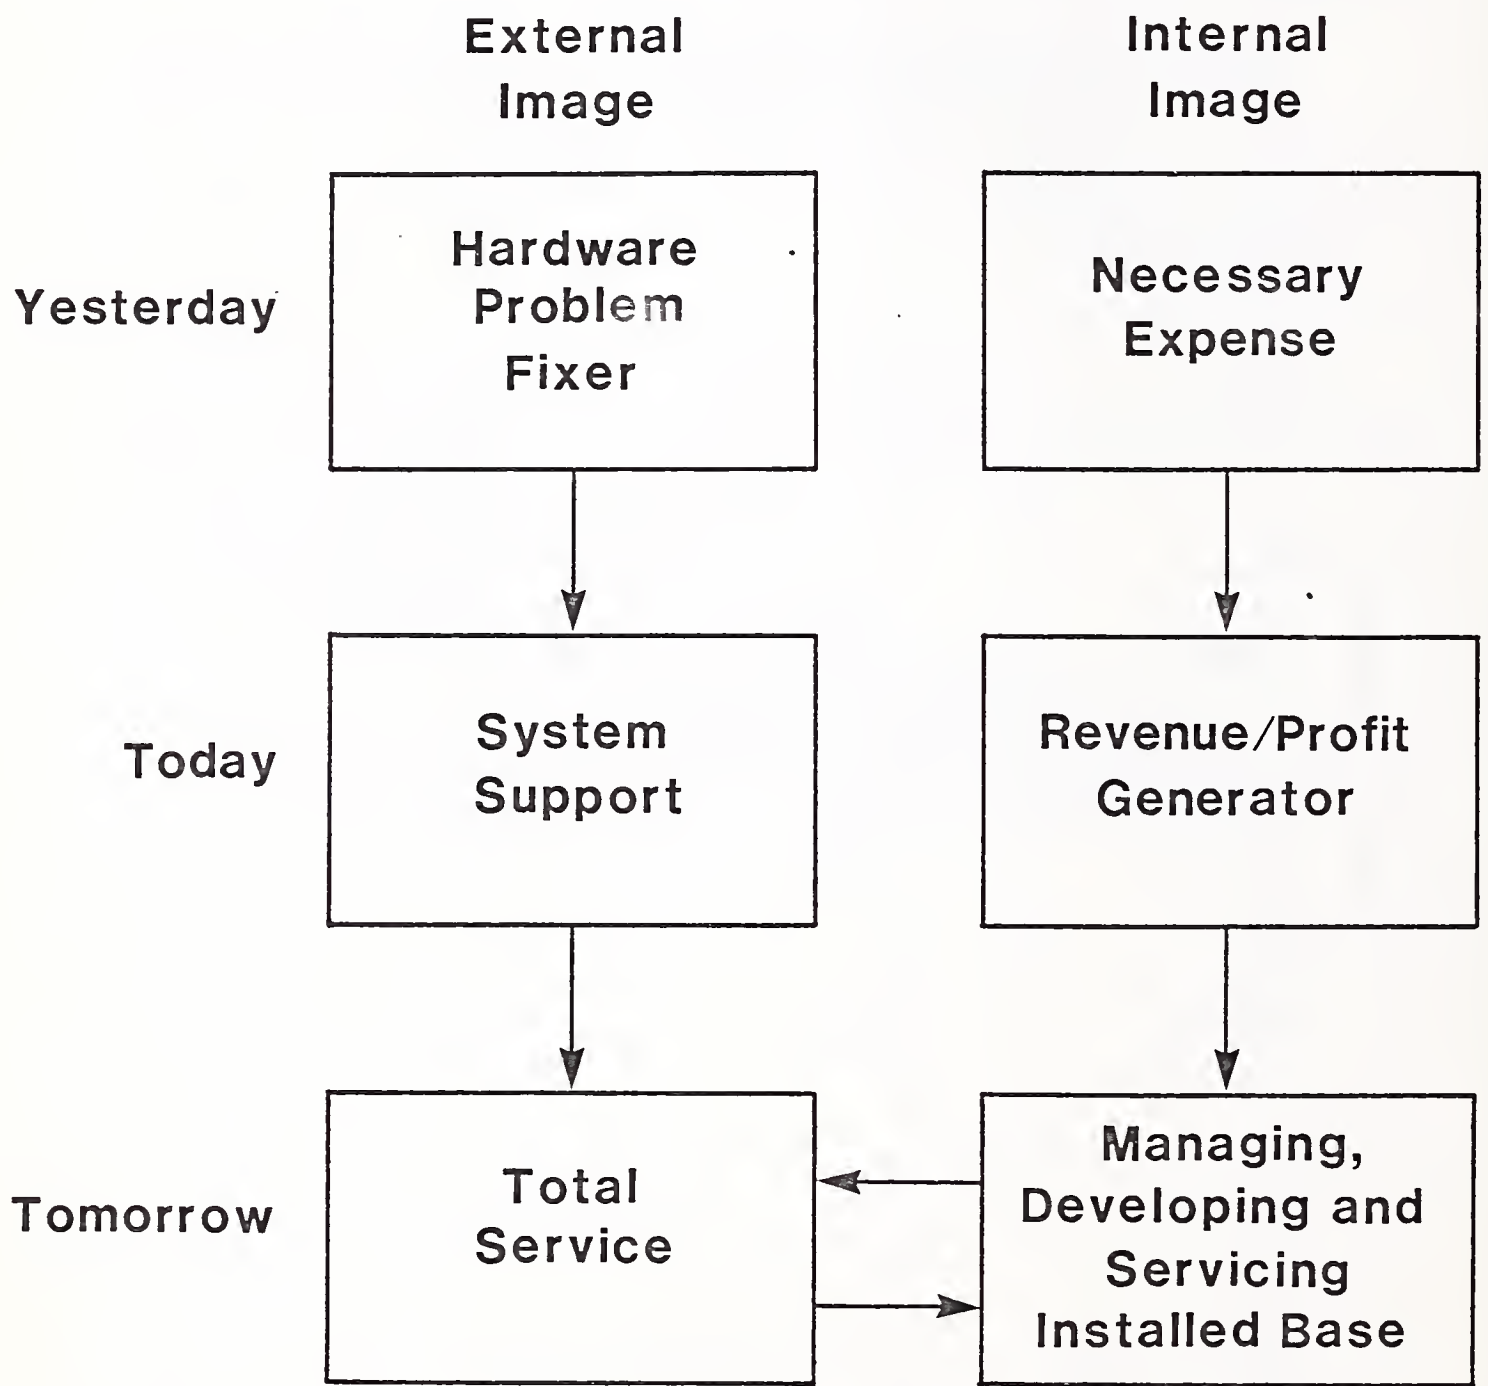 External
Image
Internal
Image
Yesterday
Hardware
Problem
Fixer
Necessary
Expense
Today
System
Support
Revenue/Profit
Generator
Tomorrow
Total
Service
Managing,
Developing and
Servicing
Installed Base